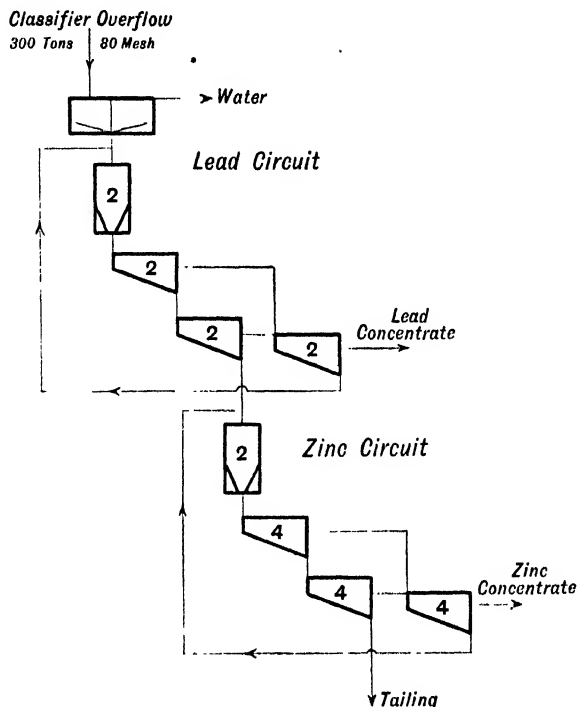 Classifier Overflow
300 Tons 80 Mesh
Water
Lead Circuit
2
2
2
2
Lead
Concentrate
2
Zinc Circuit
4
4
4
Zinc
Concentrate
Tailing